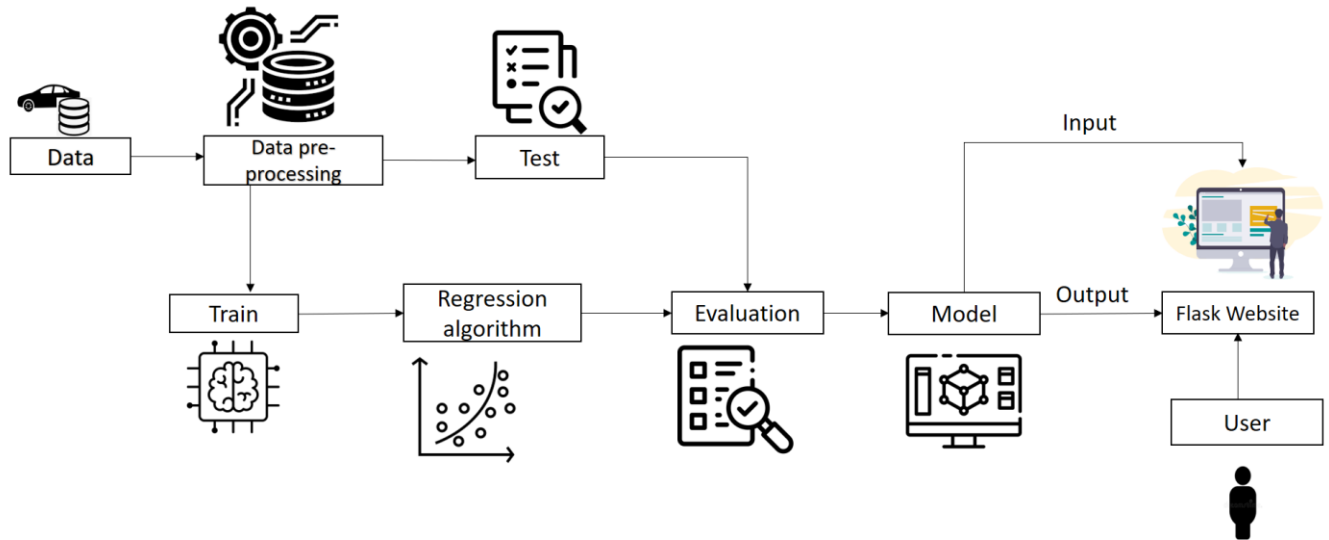 Input
Data
Data pre-
processing
Test
Train
Regression
algorithm
Evaluation
Model
Output
Flask Website
User